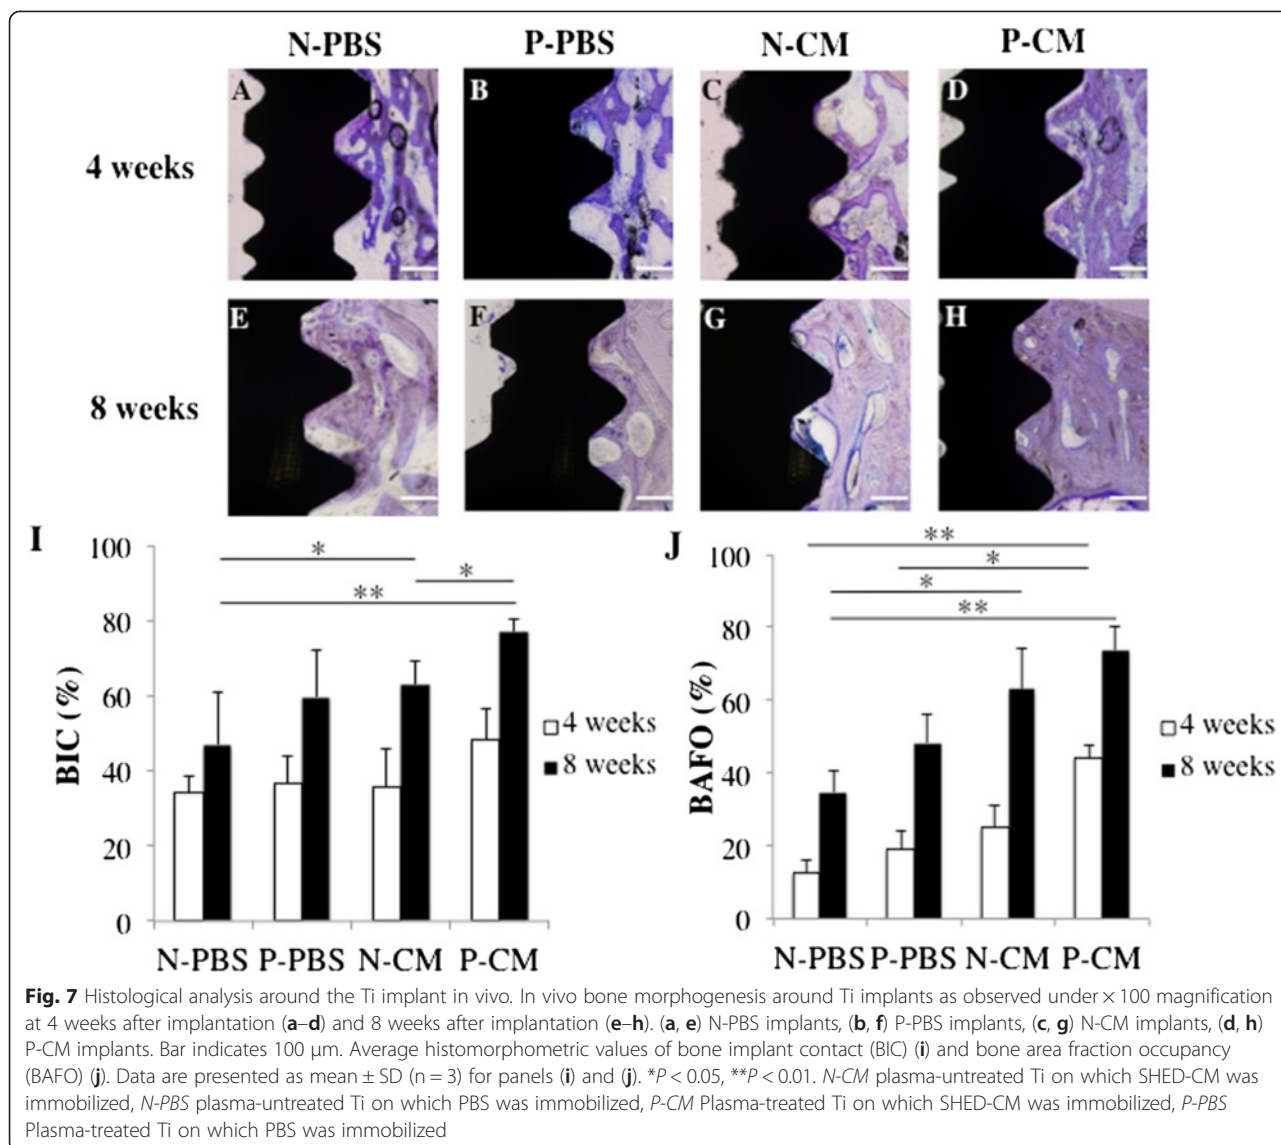 N-PBS P-PBS N-CM P-CM
4 weeks
A B C D
8 weeks
E F G H
I
BIC (%)
100
80
60
40
20
0
* 
*
**
4 weeks
8 weeks
N-PBS P-PBS N-CM P-CM
J
BAFO (%)
100
80
60
40
20
0
**
*
*
**
4 weeks
8 weeks
N-PBS P-PBS N-CM P-CM
Fig. 7 Histological analysis around the Ti implant in vivo. In vivo bone morphogenesis around Ti implants as observed under × 100 magnification
at 4 weeks after implantation (a–d) and 8 weeks after implantation (e–h). (a, e) N-PBS implants, (b, f) P-PBS implants, (c, g) N-CM implants, (d, h)
P-CM implants. Bar indicates 100 μm. Average histomorphometric values of bone implant contact (BIC) (i) and bone area fraction occupancy
(BAFO) (j). Data are presented as mean ± SD (n = 3) for panels (i) and (j). *P < 0.05, **P < 0.01. N-CM plasma-untreated Ti on which SHED-CM was
immobilized, N-PBS plasma-untreated Ti on which PBS was immobilized, P-CM Plasma-treated Ti on which SHED-CM was immobilized, P-PBS
Plasma-treated Ti on which PBS was immobilized